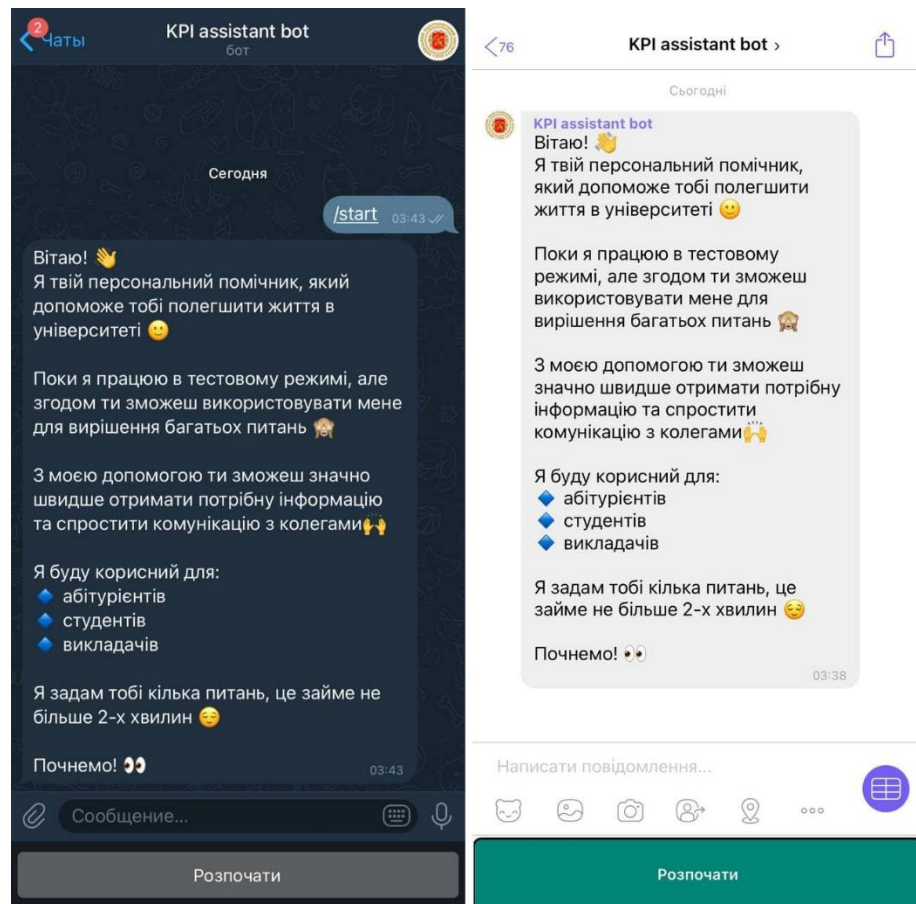 2
Чаты
KPI assistant bot
бот
Сегодня
/start 03:43
Вітаю! 👋
Я твій персональний помічник, який
допоможе тобі полегшити життя в
університеті 🙂
Поки я працюю в тестовому режимі, але
згодом ти зможеш використовувати мене
для вирішення багатьох питань 🙈
З моєю допомогою ти зможеш значно
швидше отримати потрібну інформацію
та спростити комунікацію з колегами🙌
Я буду корисний для:
🔹 абітурієнтів
🔹 студентів
🔹 викладачів
Я задам тобі кілька питань, це займе не
більше 2-х хвилин 😌
Почнемо! 👀
03:43
Сообщение...
Розпочати
76
KPI assistant bot ›
Сьогодні
KPI assistant bot
Вітаю! 👋
Я твій персональний помічник,
який допоможе тобі полегшити
життя в університеті 🙂
Поки я працюю в тестовому
режимі, але згодом ти зможеш
використовувати мене для
вирішення багатьох питань 🙈
З моєю допомогою ти зможеш
значно швидше отримати потрібну
інформацію та спростити
комунікацію з колегами🙌
Я буду корисний для:
🔹 абітурієнтів
🔹 студентів
🔹 викладачів
Я задам тобі кілька питань, це
займе не більше 2-х хвилин 😌
Почнемо! 👀
03:38
Написати повідомлення...
Розпочати